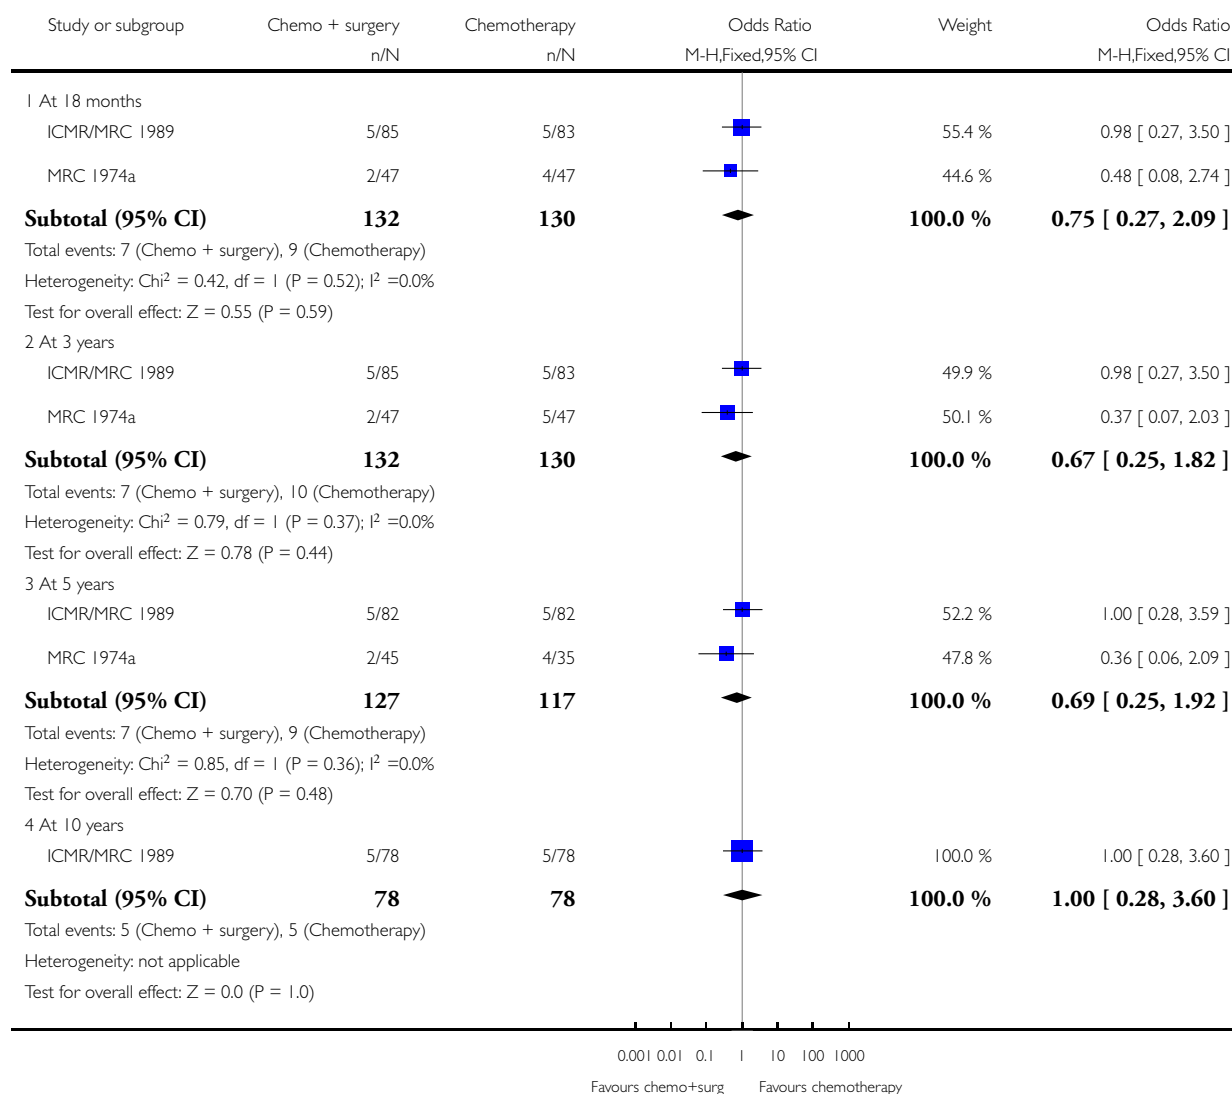 Study or subgroup Chemo + surgery Chemotherapy Odds Ratio Weight Odds Ratio
n/N n/N M-H,Fixed,95% CI M-H,Fixed,95% CI
1 At 18 months
ICMR/MRC 1989 5/85 5/83 55.4 % 0.98 [ 0.27, 3.50 ]
MRC 1974a 2/47 4/47 44.6 % 0.48 [ 0.08, 2.74 ]
Subtotal (95% CI) 132 130 100.0 % 0.75 [ 0.27, 2.09 ]
Total events: 7 (Chemo + surgery), 9 (Chemotherapy)
Heterogeneity: Chi² = 0.42, df = 1 (P = 0.52); I² =0.0%
Test for overall effect: Z = 0.55 (P = 0.59)
2 At 3 years
ICMR/MRC 1989 5/85 5/83 49.9 % 0.98 [ 0.27, 3.50 ]
MRC 1974a 2/47 5/47 50.1 % 0.37 [ 0.07, 2.03 ]
Subtotal (95% CI) 132 130 100.0 % 0.67 [ 0.25, 1.82 ]
Total events: 7 (Chemo + surgery), 10 (Chemotherapy)
Heterogeneity: Chi² = 0.79, df = 1 (P = 0.37); I² =0.0%
Test for overall effect: Z = 0.78 (P = 0.44)
3 At 5 years
ICMR/MRC 1989 5/82 5/82 52.2 % 1.00 [ 0.28, 3.59 ]
MRC 1974a 2/45 4/35 47.8 % 0.36 [ 0.06, 2.09 ]
Subtotal (95% CI) 127 117 100.0 % 0.69 [ 0.25, 1.92 ]
Total events: 7 (Chemo + surgery), 9 (Chemotherapy)
Heterogeneity: Chi² = 0.85, df = 1 (P = 0.36); I² =0.0%
Test for overall effect: Z = 0.70 (P = 0.48)
4 At 10 years
ICMR/MRC 1989 5/78 5/78 100.0 % 1.00 [ 0.28, 3.60 ]
Subtotal (95% CI) 78 78 100.0 % 1.00 [ 0.28, 3.60 ]
Total events: 5 (Chemo + surgery), 5 (Chemotherapy)
Heterogeneity: not applicable
Test for overall effect: Z = 0.0 (P = 1.0)
0.001 0.01 0.1 1 10 100 1000
Favours chemo+surg Favours chemotherapy